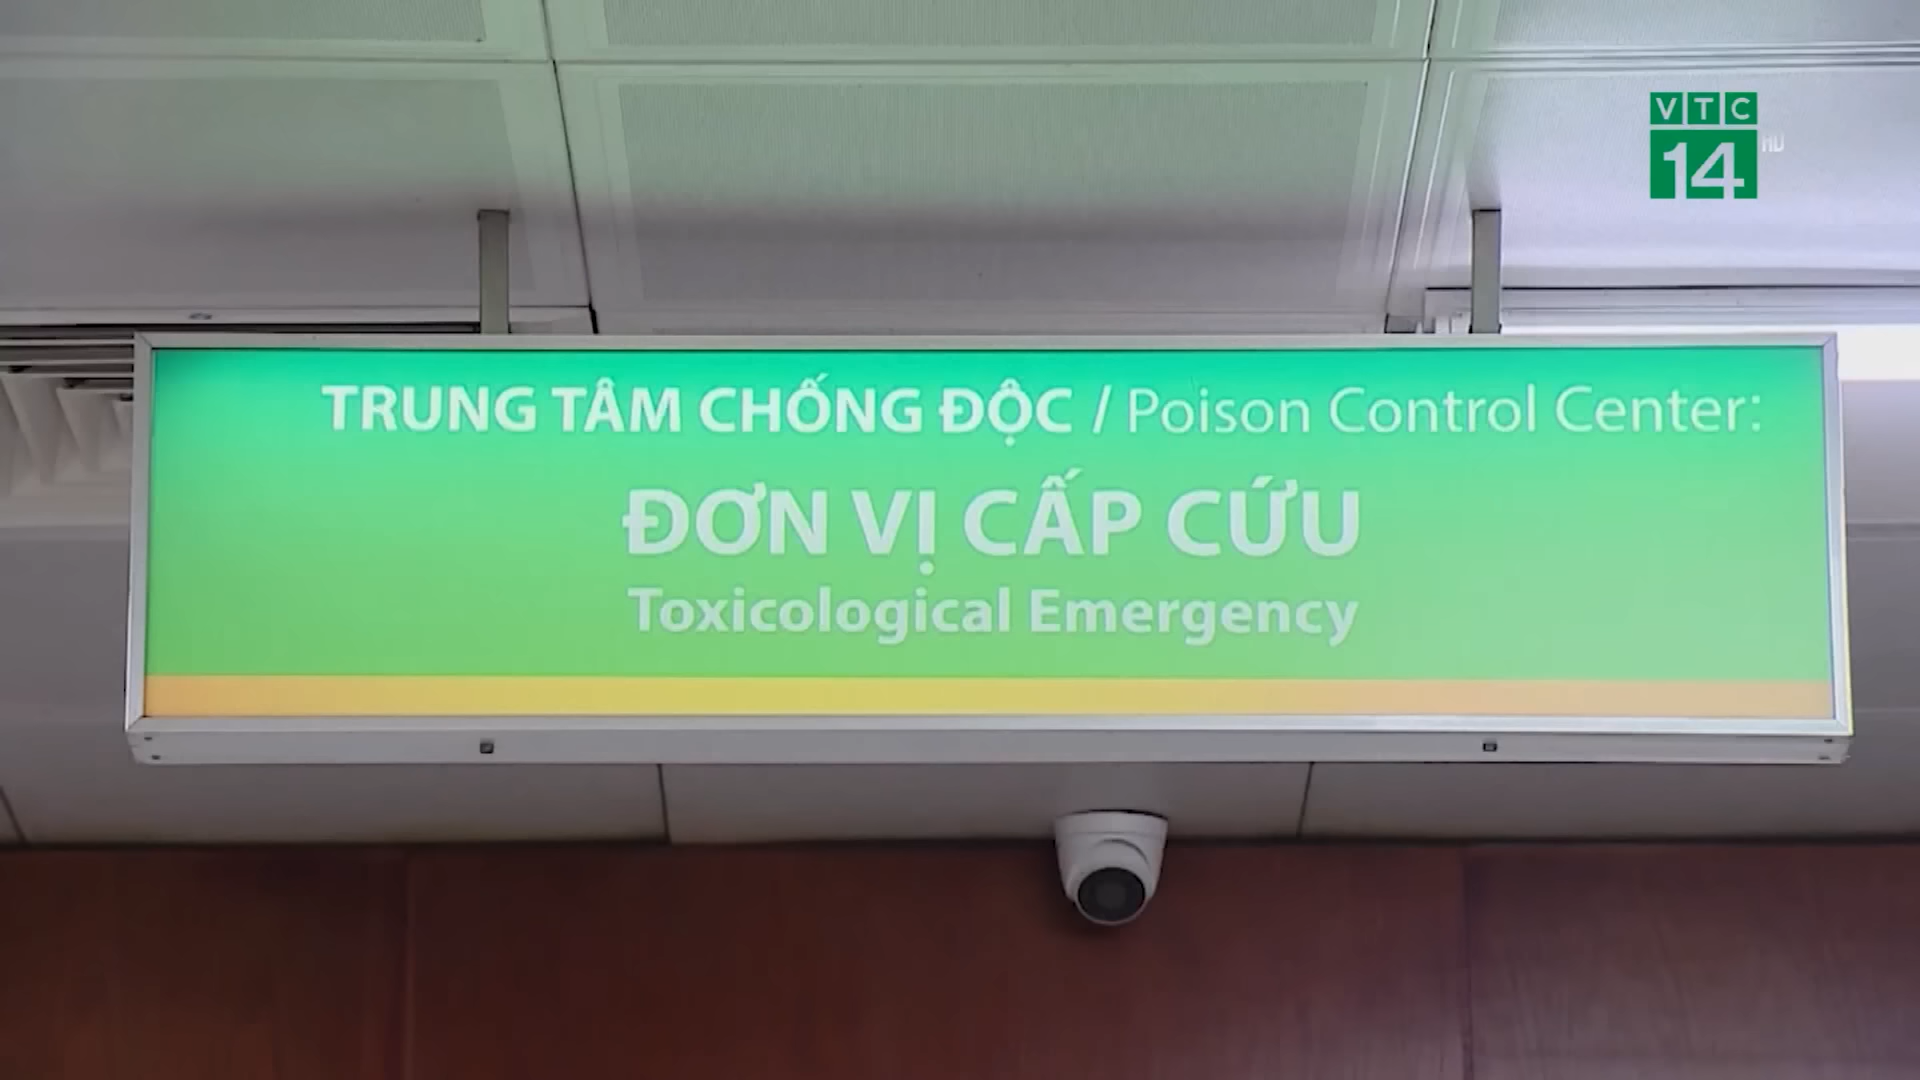 VTC
14 HD
TRUNG TÂM CHỐNG ĐỘC / Poison Control Center:
ĐƠN VỊ CẤP CỨU
Toxicological Emergency